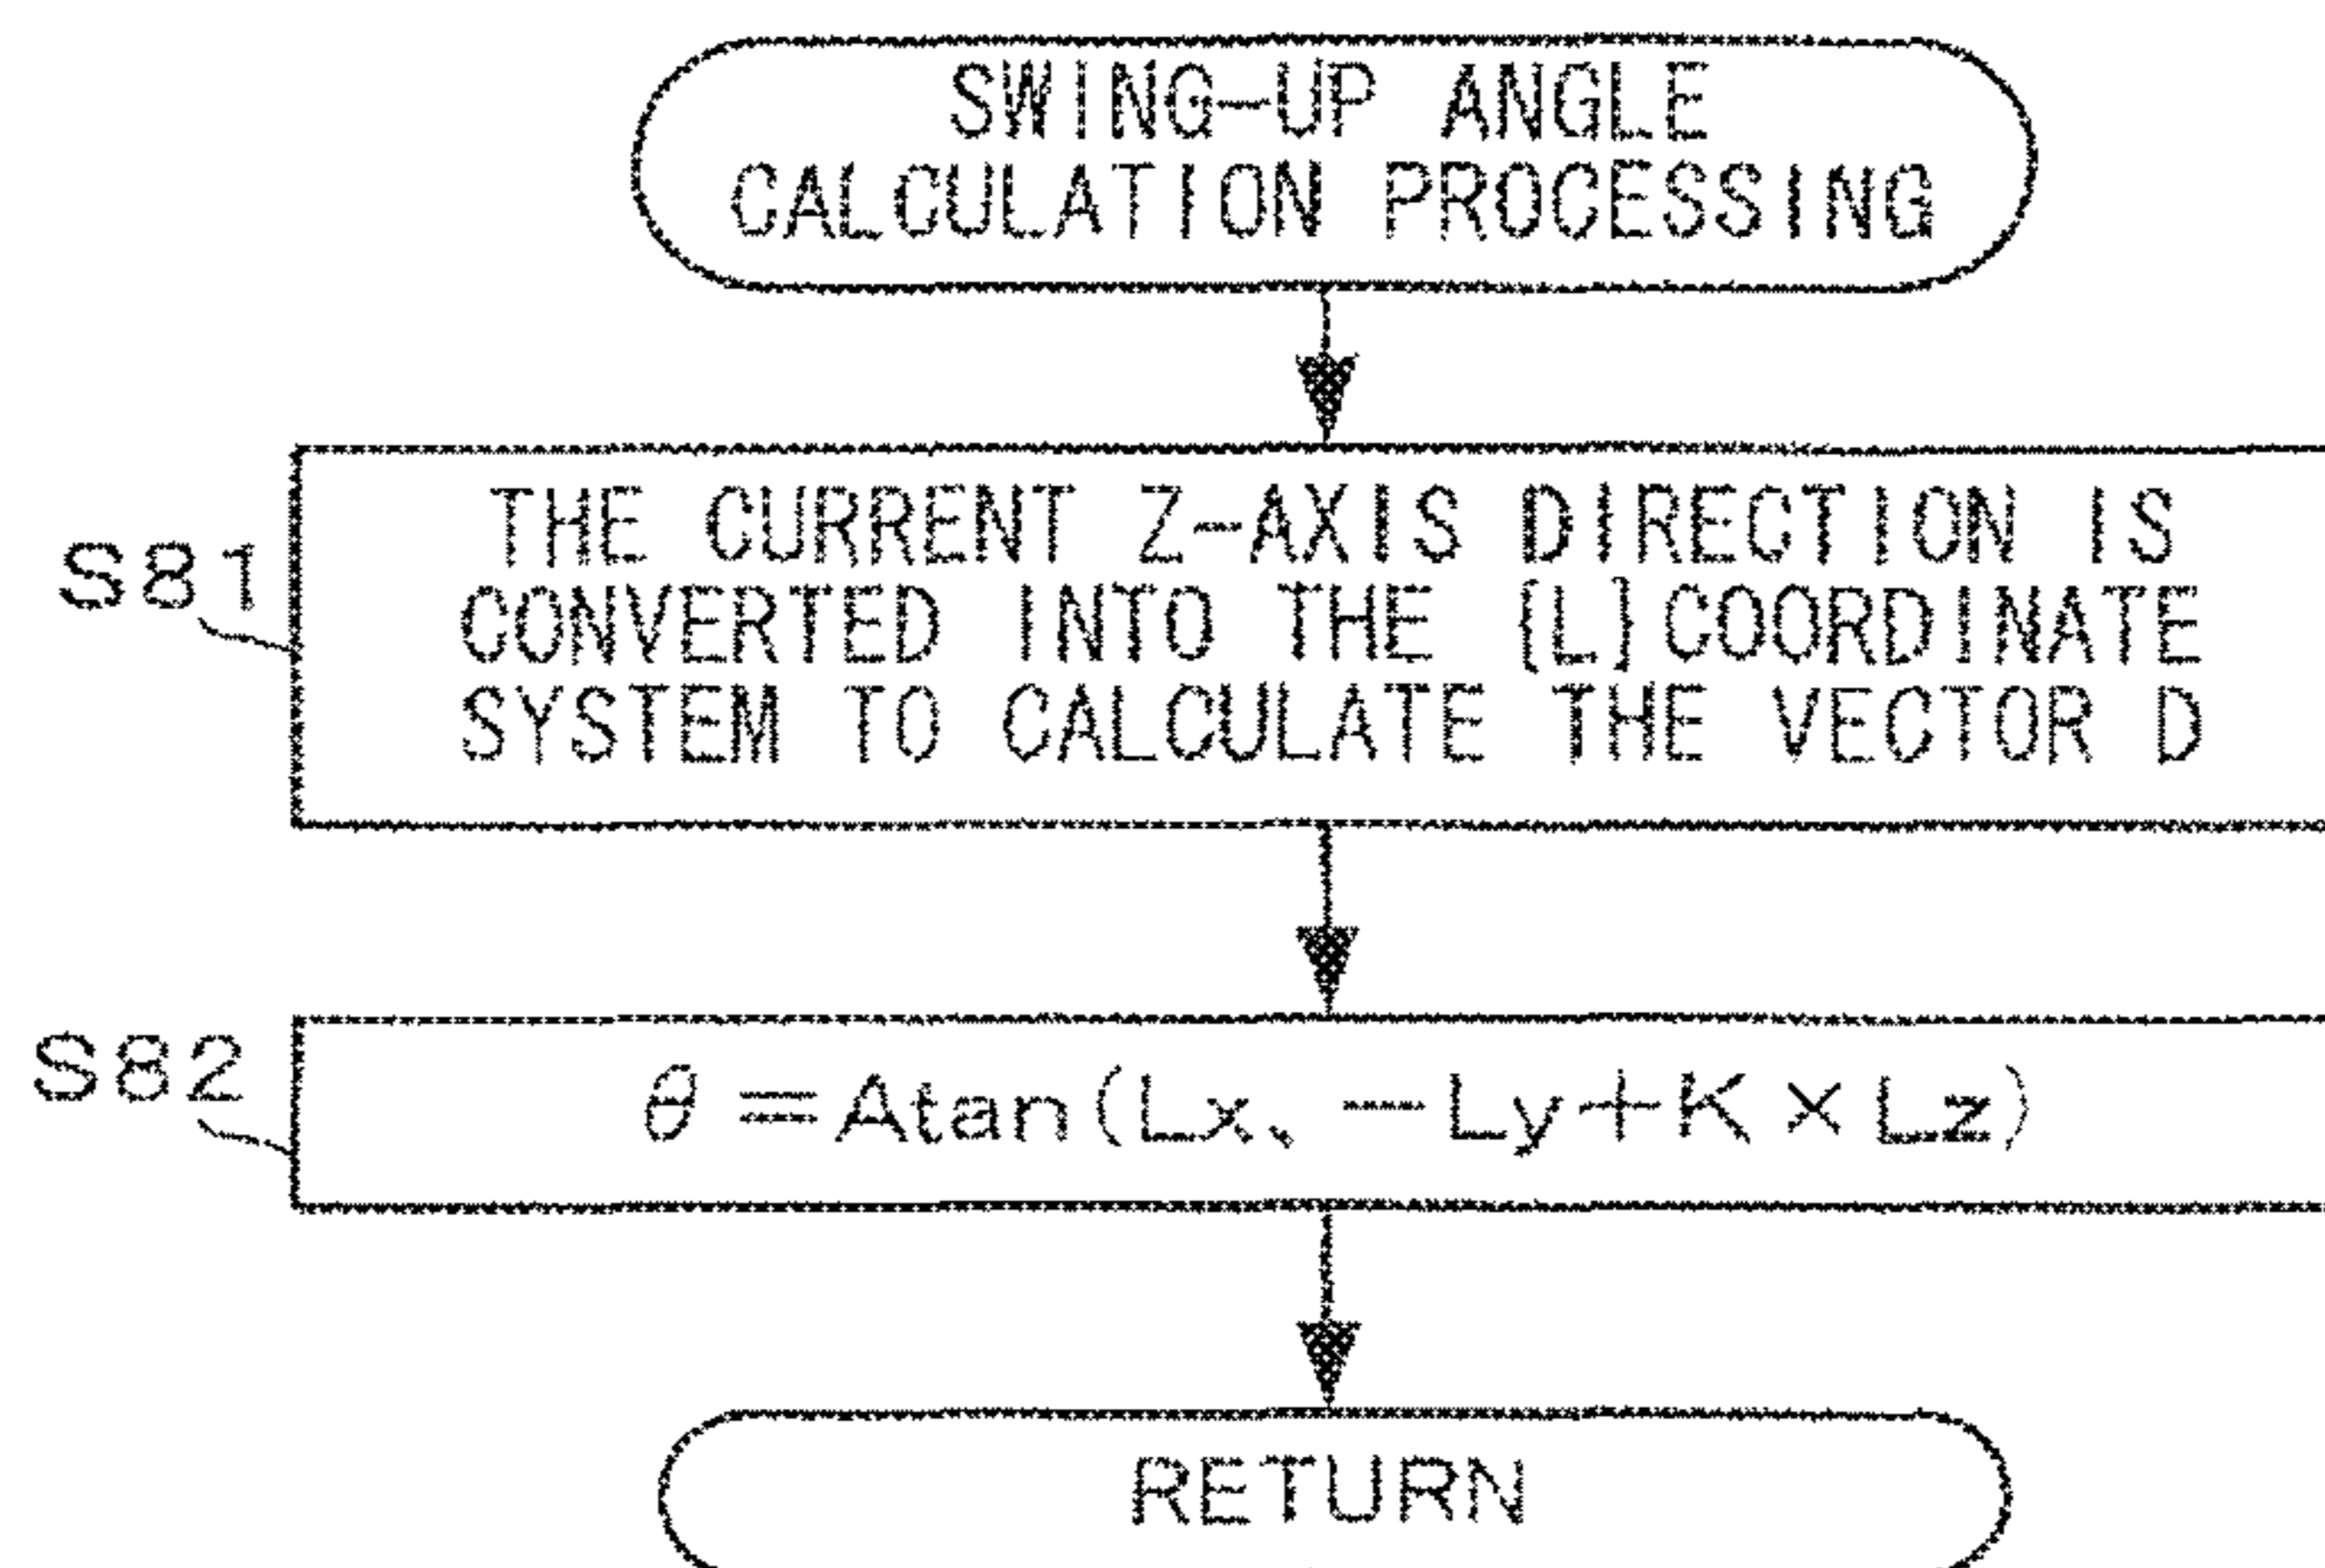 SWING-UP ANGLE
CALCULATION PROCESSING
S81
THE CURRENT Z-AXIS DIRECTION IS
CONVERTED INTO THE {L} COORDINATE
SYSTEM TO CALCULATE THE VECTOR D
S82
θ=Atan(Lx、-Ly+K×Lz)
RETURN